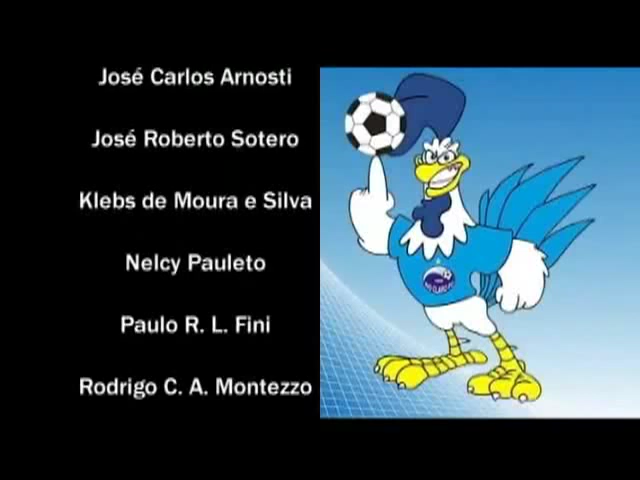 José Carlos Arnosti
José Roberto Sotero
Klebs de Moura e Silva
Nelcy Pauleto
Paulo R. L. Fini
Rodrigo C. A. Montezzo